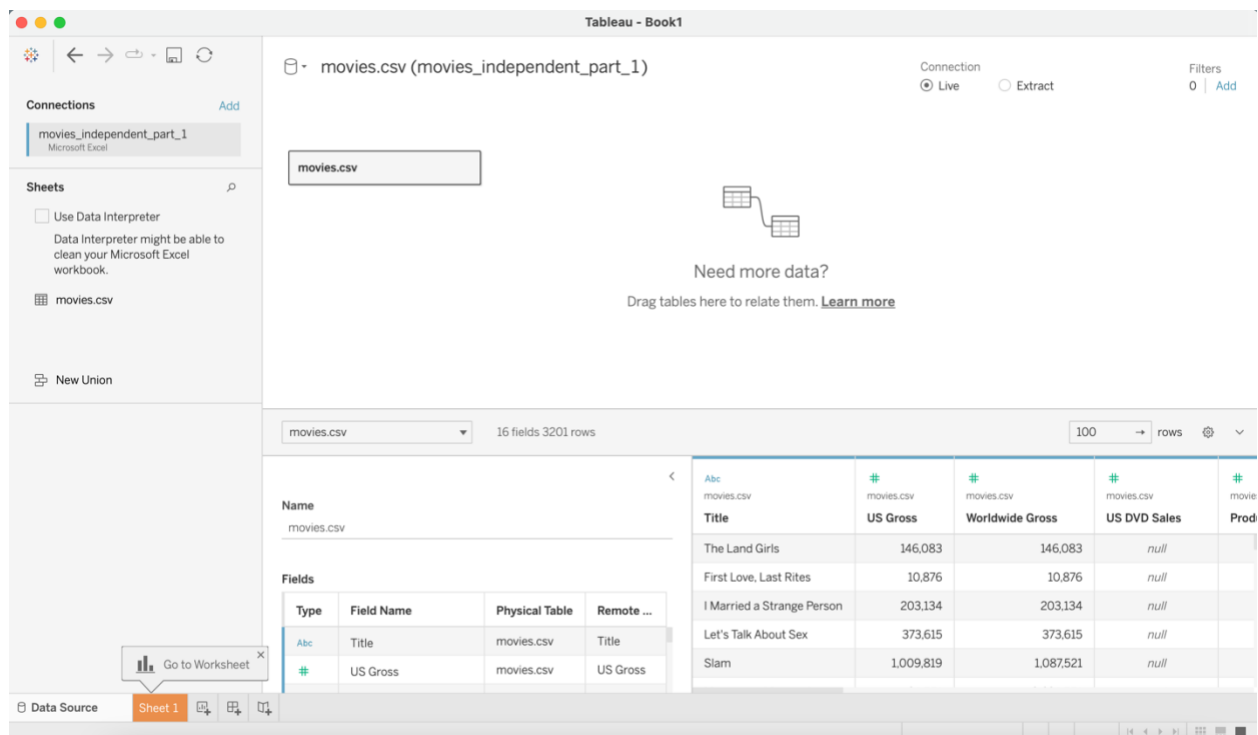 Tableau - Book1
movies.csv (movies_independent_part_1)
Connection
Live
Extract
Filters
0
Add
Connections
Add
movies_independent_part_1
Microsoft Excel
Sheets
Use Data Interpreter
Data Interpreter might be able to
clean your Microsoft Excel
workbook.
movies.csv
New Union
movies.csv
Need more data?
Drag tables here to relate them. Learn more
movies.csv
16 fields 3201 rows
100
rows
Name
movies.csv
Fields
Type Field Name Physical Table Remote ...
Abc Title movies.csv Title
# US Gross movies.csv US Gross
Abc # # # #
movies.csv movies.csv movies.csv movies.csv movie
Title US Gross Worldwide Gross US DVD Sales Produ
The Land Girls 146,083 146,083 null
First Love, Last Rites 10,876 10,876 null
I Married a Strange Person 203,134 203,134 null
Let's Talk About Sex 373,615 373,615 null
Slam 1,009,819 1,087,521 null
Go to Worksheet
Data Source
Sheet 1